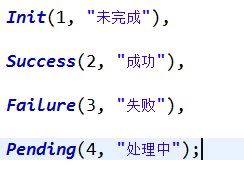 Init(1, "未完成"),
Success(2, "成功"),
Failure(3, "失败"),
Pending(4, "处理中");